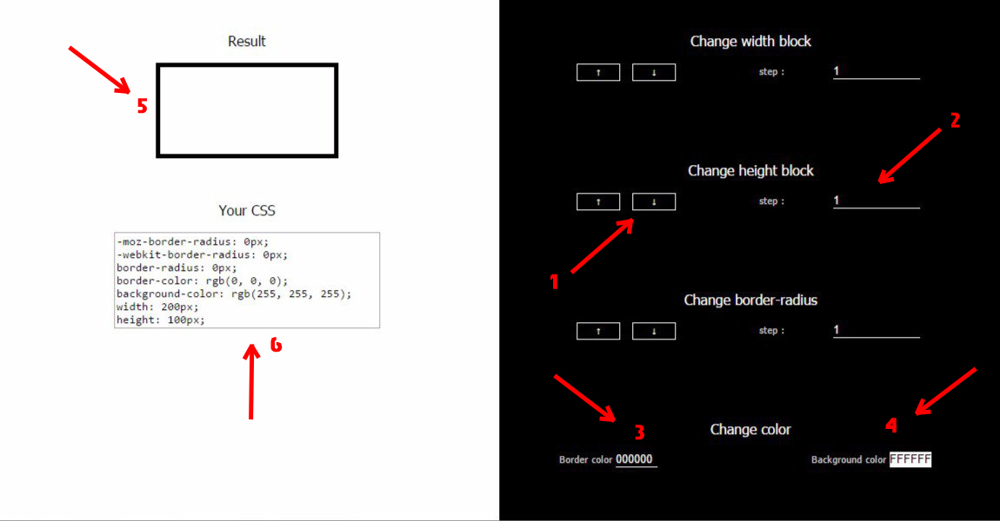 Result
5
Your CSS
-moz-border-radius: 0px;
-webkit-border-radius: 0px;
border-radius: 0px;
border-color: rgb(0, 0, 0);
background-color: rgb(255, 255, 255);
width: 200px;
height: 100px;
6
Change width block
↑ ↓ step : 1
2
Change height block
↑ ↓ step : 1
1
Change border-radius
↑ ↓ step : 1
3 4
Change color
Border color 000000 Background color FFFFFF